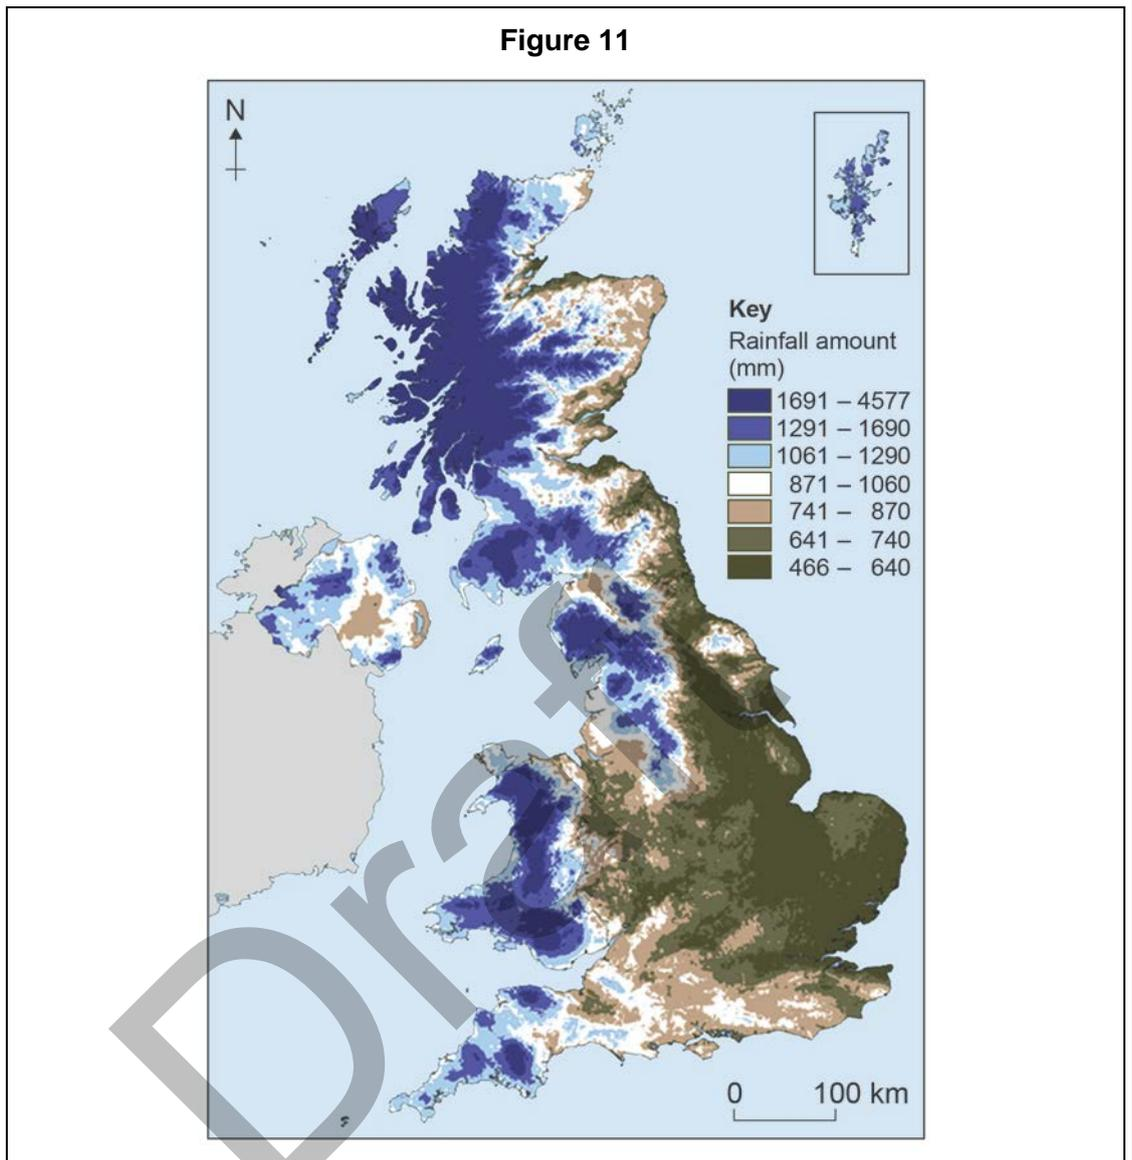 Figure 11
N
Key
Rainfall amount
(mm)
1691 – 4577
1291 – 1690
1061 – 1290
871 – 1060
741 – 870
641 – 740
466 – 640
0 100 km
Draft